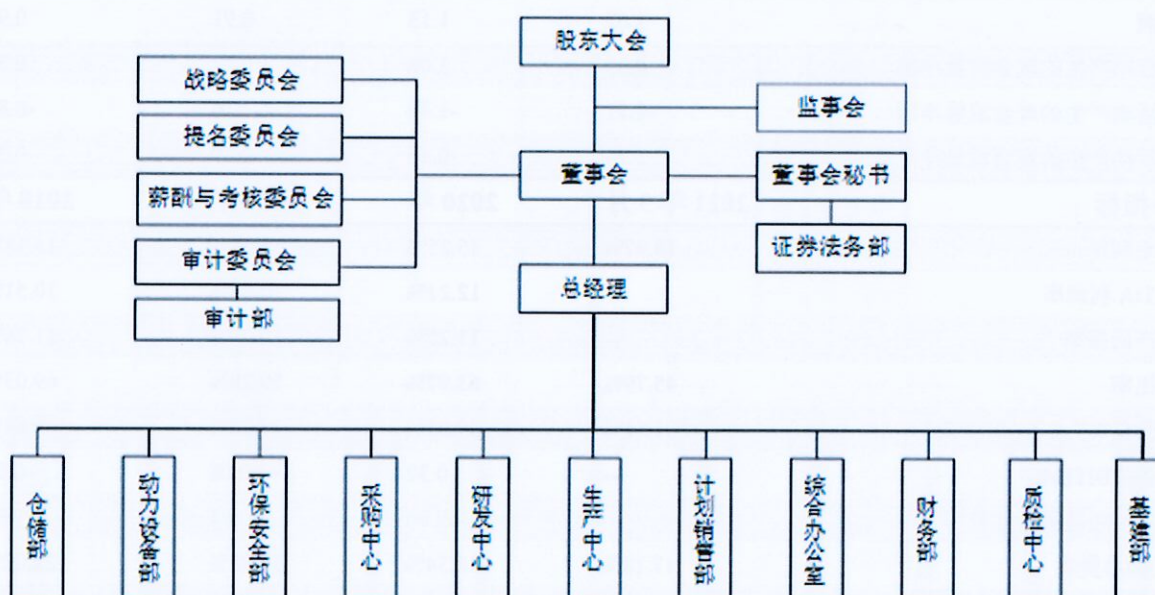 股东大会
战略委员会
监事会
提名委员会
董事会
董事会秘书
薪酬与考核委员会
证券法务部
审计委员会
总经理
审计部
仓储部
动力设备部
环保安全部
采购中心
研发中心
生产中心
计划销售部
综合办公室
财务部
质检中心
基建部